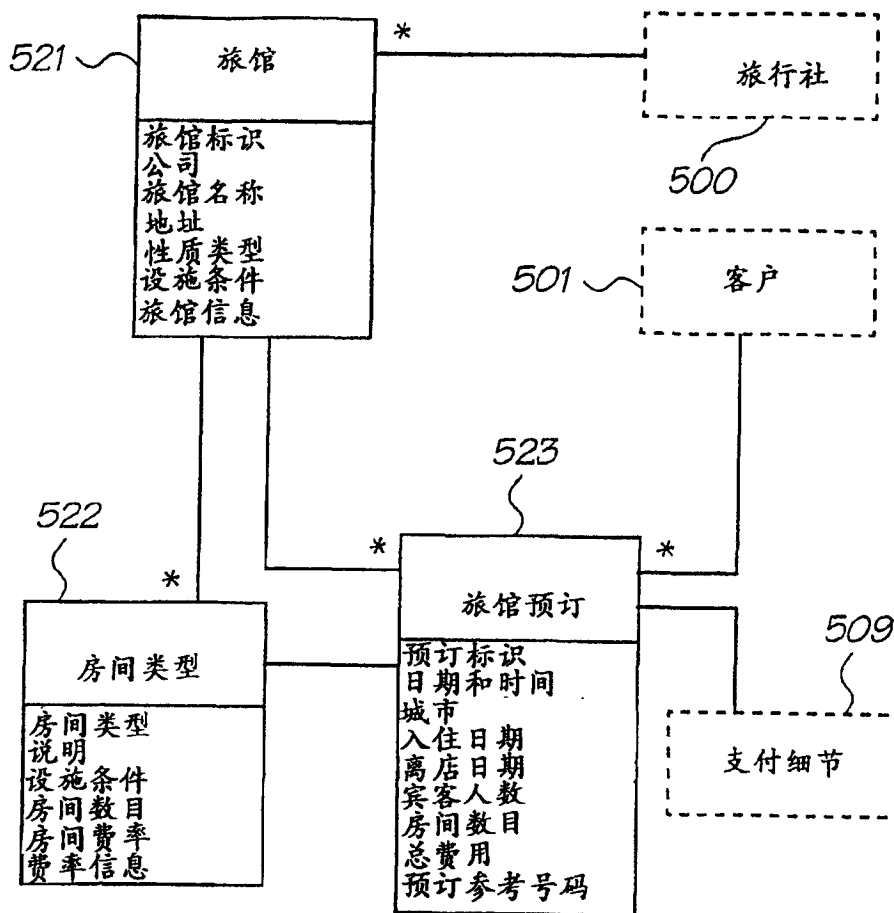 521
旅馆
*
旅馆标识
公司
旅馆名称
地址
性质类型
设施条件
旅馆信息
旅行社
500
501
客户
522
*
房间类型
房间类型
说明
设施条件
房间数目
房间费率
费率信息
523
*
*
旅馆预订
预订标识
日期和时间
城市
入住日期
离店日期
宾客人数
房间数目
总费用
预订参考号码
509
支付细节